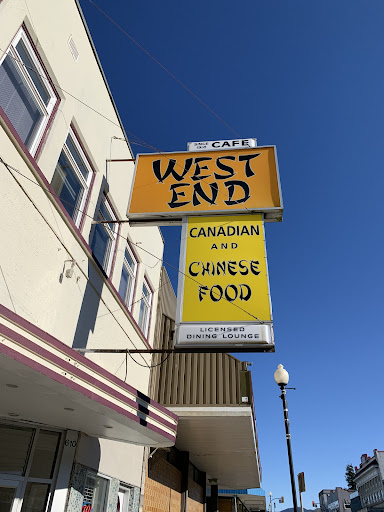 CAFE
WEST
END
CANADIAN
AND
CHINESE
FOOD
LICENSED
DINING LOUNGE